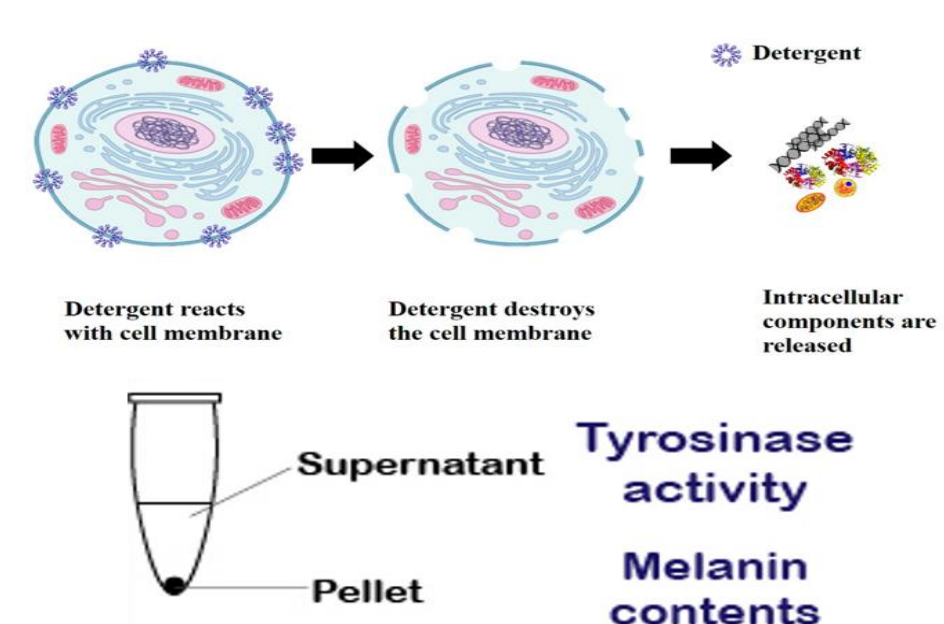 Detergent
Detergent reacts
with cell membrane
Detergent destroys
the cell membrane
Intracellular
components are
released
Supernatant
Pellet
Tyrosinase
activity
Melanin
contents